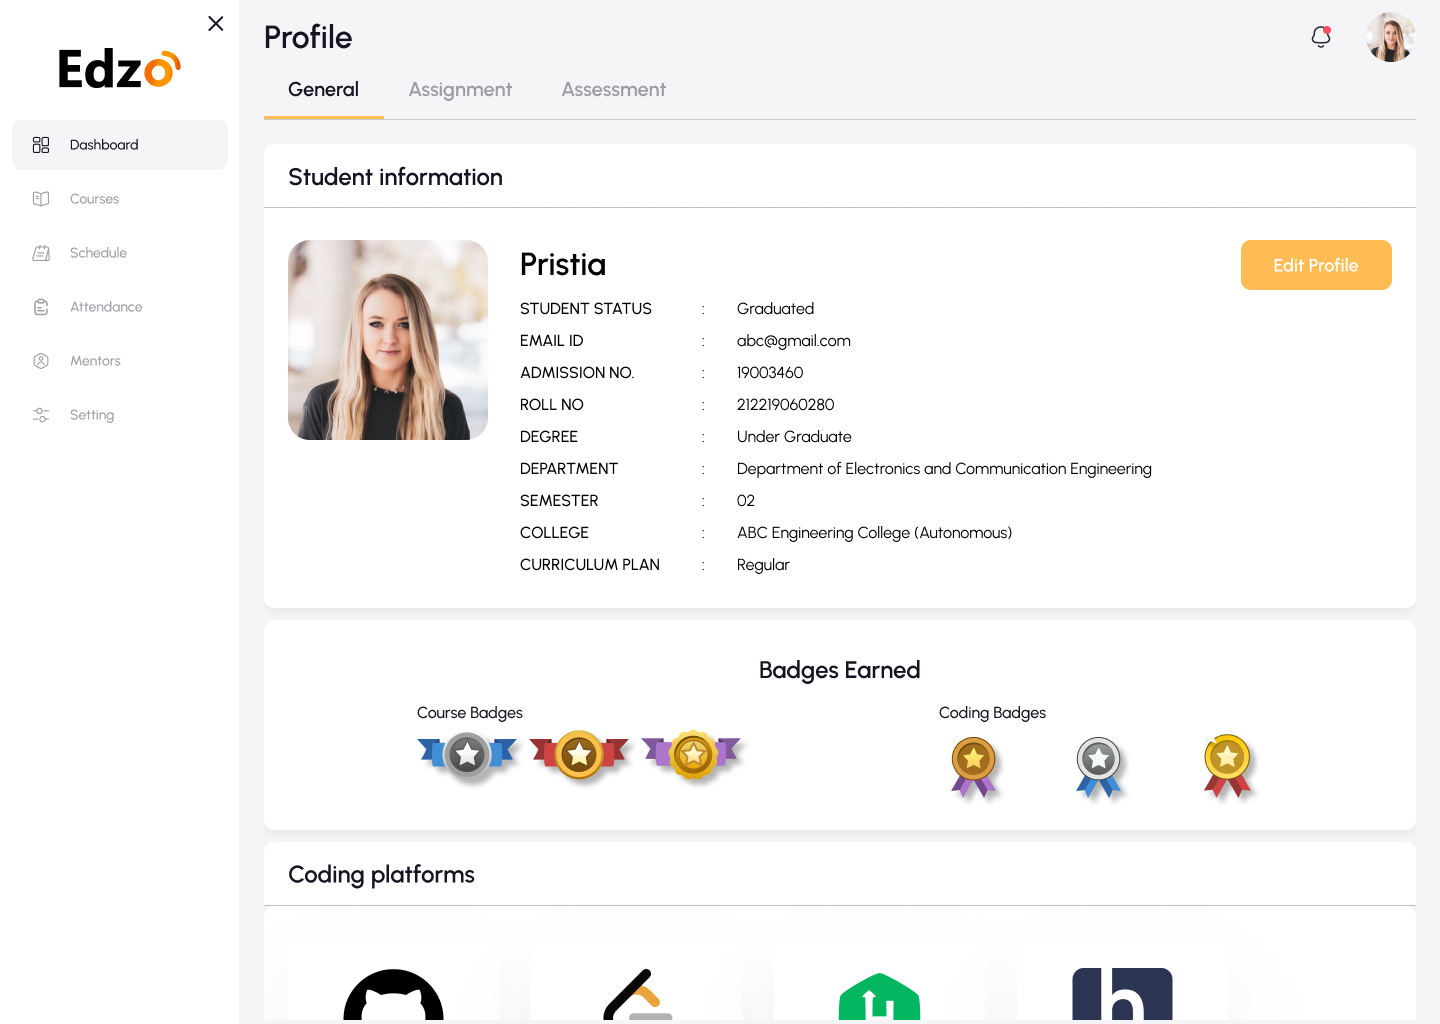 Edzo
Dashboard
Courses
Schedule
Attendance
Mentors
Setting
Profile
General Assignment Assessment
Student information
Pristia
Edit Profile
STUDENT STATUS : Graduated
EMAIL ID : abc@gmail.com
ADMISSION NO. : 19003460
ROLL NO : 212219060280
DEGREE : Under Graduate
DEPARTMENT : Department of Electronics and Communication Engineering
SEMESTER : 02
COLLEGE : ABC Engineering College (Autonomous)
CURRICULUM PLAN : Regular
Badges Earned
Course Badges
Coding Badges
Coding platforms
h